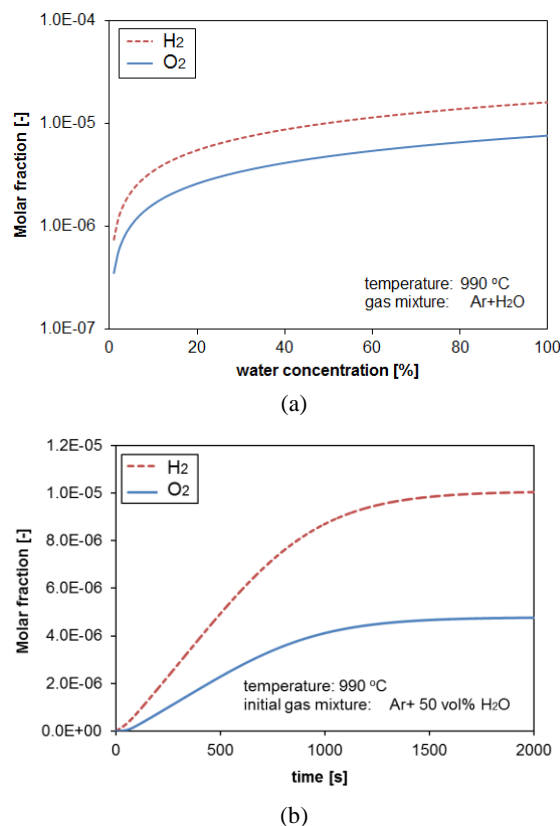 1.0E-04
H2
O2
1.0E-05
Molar fraction [-]
1.0E-06
temperature: 990 ºC
gas mixture: Ar+H2O
1.0E-07
0 20 40 60 80 100
water concentration [%]
(a)
1.2E-05
H2
O2
1.0E-05
8.0E-06
Molar fraction [-]
6.0E-06
4.0E-06
2.0E-06
temperature: 990 ºC
initial gas mixture: Ar+ 50 vol% H2O
0.0E+00
0 500 1000 1500 2000
time [s]
(b)